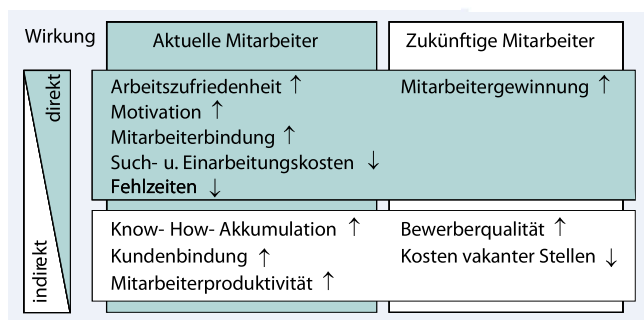 Wirkung
Aktuelle Mitarbeiter
Zukünftige Mitarbeiter
direkt
Arbeitszufriedenheit ↑
Motivation ↑
Mitarbeiterbindung ↑
Such- u. Einarbeitungskosten ↓
Fehlzeiten ↓
Mitarbeitergewinnung ↑
indirekt
Know- How- Akkumulation ↑
Kundenbindung ↑
Mitarbeiterproduktivität ↑
Bewerberqualität ↑
Kosten vakanter Stellen ↓